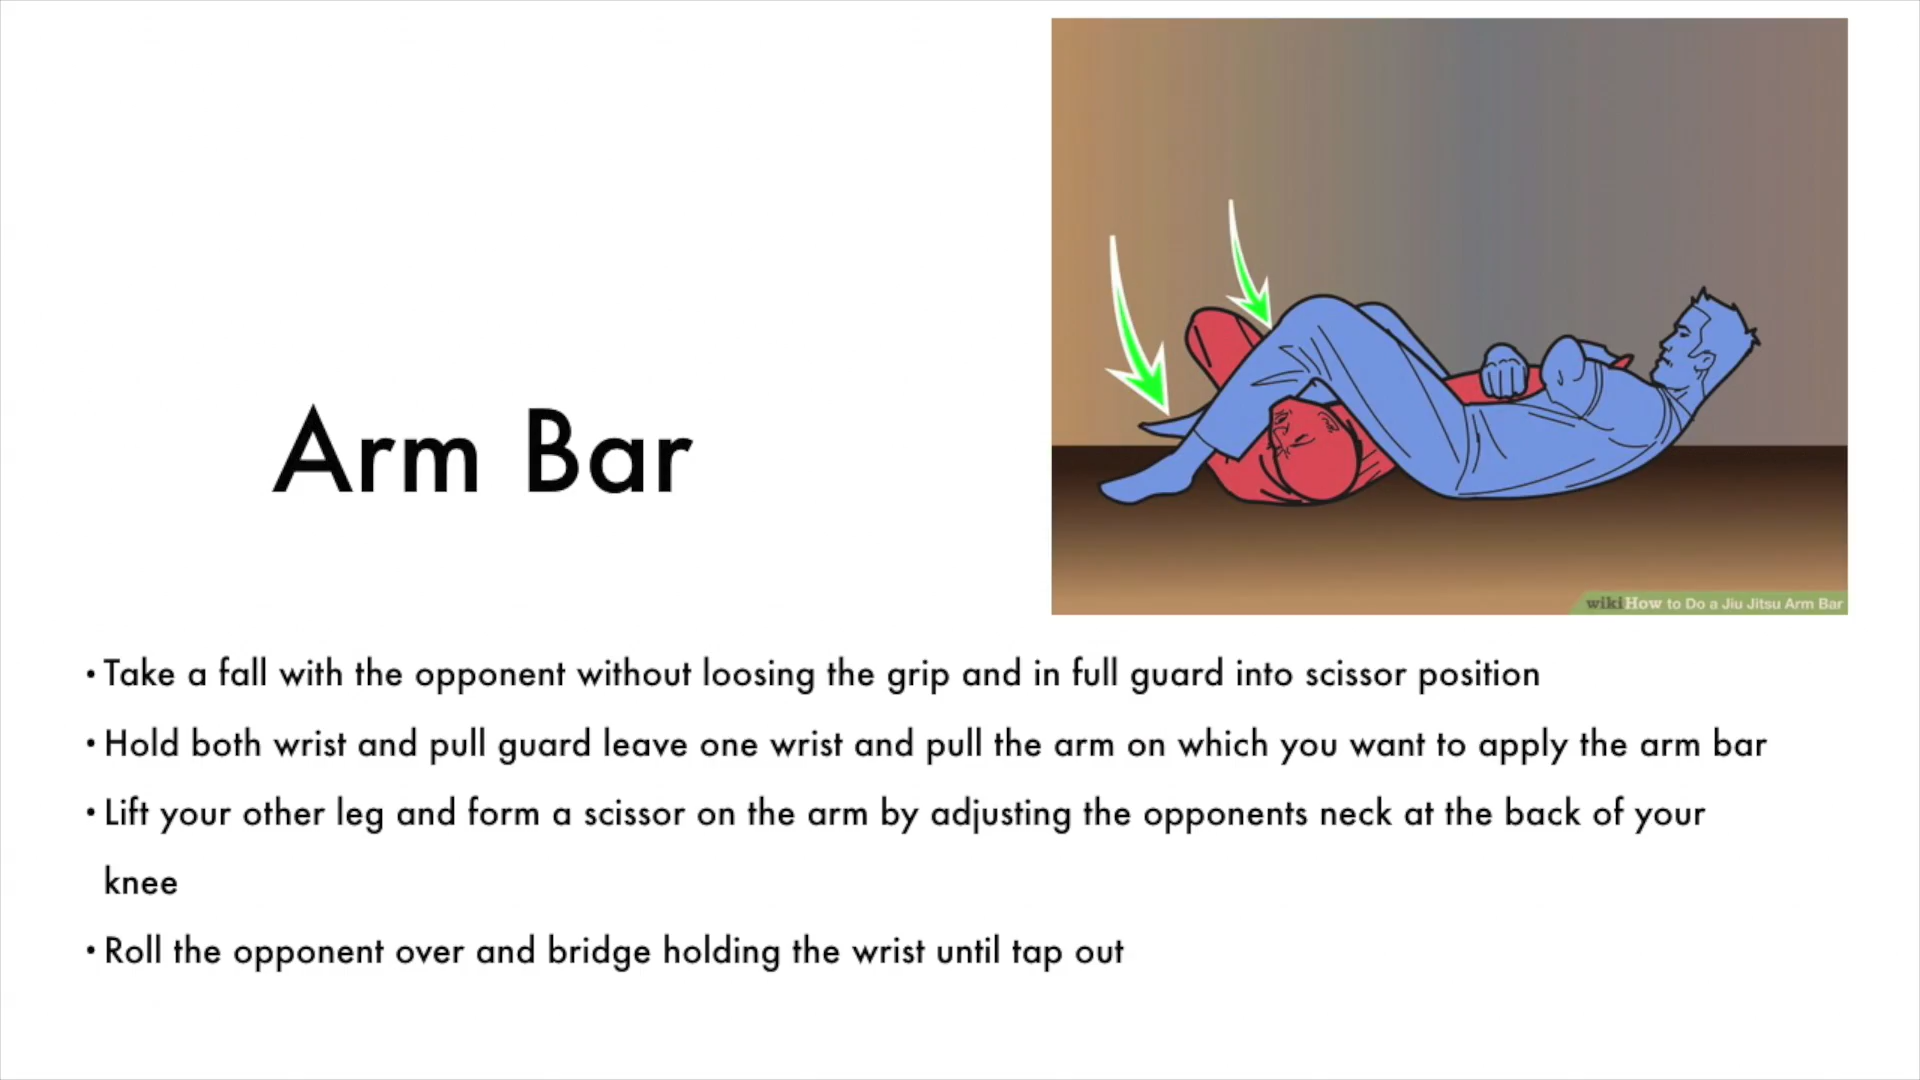 wikiHow to Do a Jiu Jitsu Arm Bar
Arm Bar
• Take a fall with the opponent without loosing the grip and in full guard into scissor position
• Hold both wrist and pull guard leave one wrist and pull the arm on which you want to apply the arm bar
• Lift your other leg and form a scissor on the arm by adjusting the opponents neck at the back of your
knee
• Roll the opponent over and bridge holding the wrist until tap out